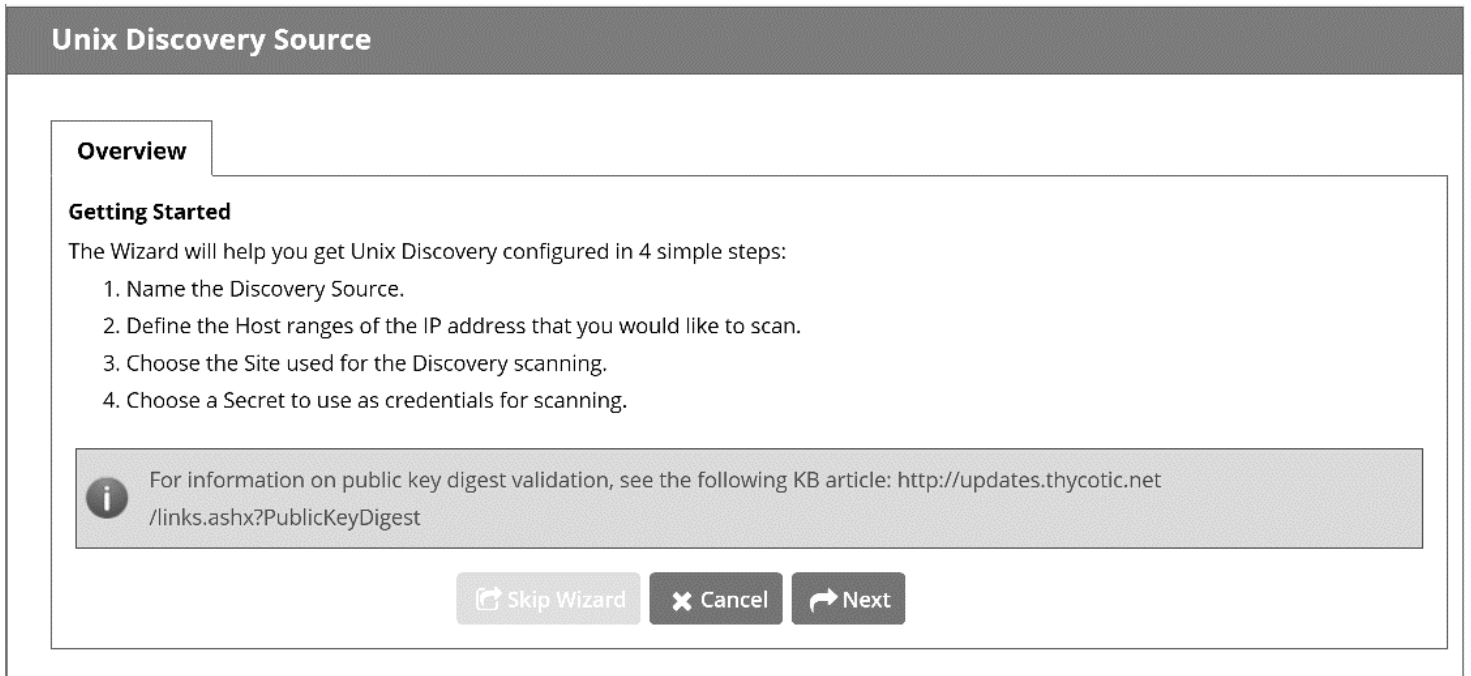 Unix Discovery Source
Overview
Getting Started
The Wizard will help you get Unix Discovery configured in 4 simple steps:
1. Name the Discovery Source.
2. Define the Host ranges of the IP address that you would like to scan.
3. Choose the Site used for the Discovery scanning.
4. Choose a Secret to use as credentials for scanning.
For information on public key digest validation, see the following KB article: http://updates.thycotic.net
/links.ashx?PublicKeyDigest
Skip Wizard Cancel Next